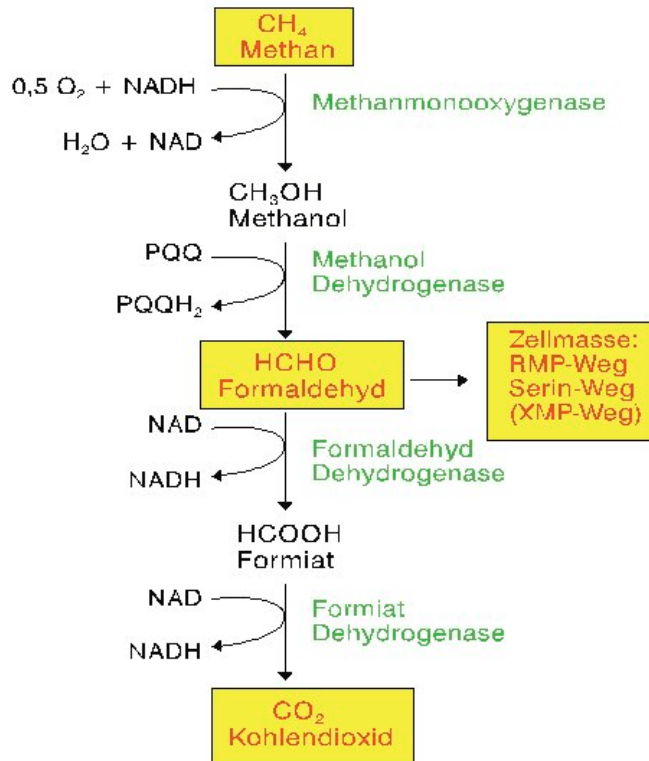 CH₄
Methan
0,5 O₂ + NADH
Methanmonooxygenase
H₂O + NAD
CH₃OH
Methanol
PQQ
Methanol
Dehydrogenase
PQQH₂
HCHO
Formaldehyd
Zellmasse:
RMP-Weg
Serin-Weg
(XMP-Weg)
NAD
Formaldehyd
Dehydrogenase
NADH
HCOOH
Formiat
NAD
Formiat
Dehydrogenase
NADH
CO₂
Kohlendioxid